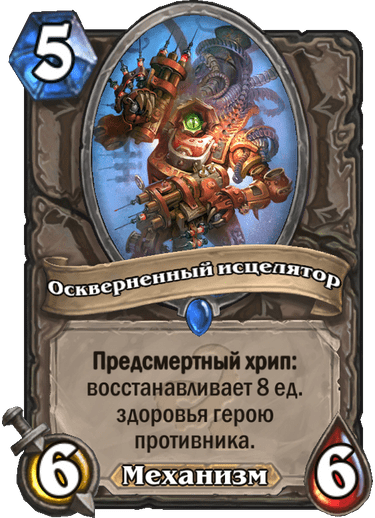 5
Оскверненный исцелятор
Предсмертный хрип:
восстанавливает 8 ед.
здоровья герою
противника.
6 Механизм 6